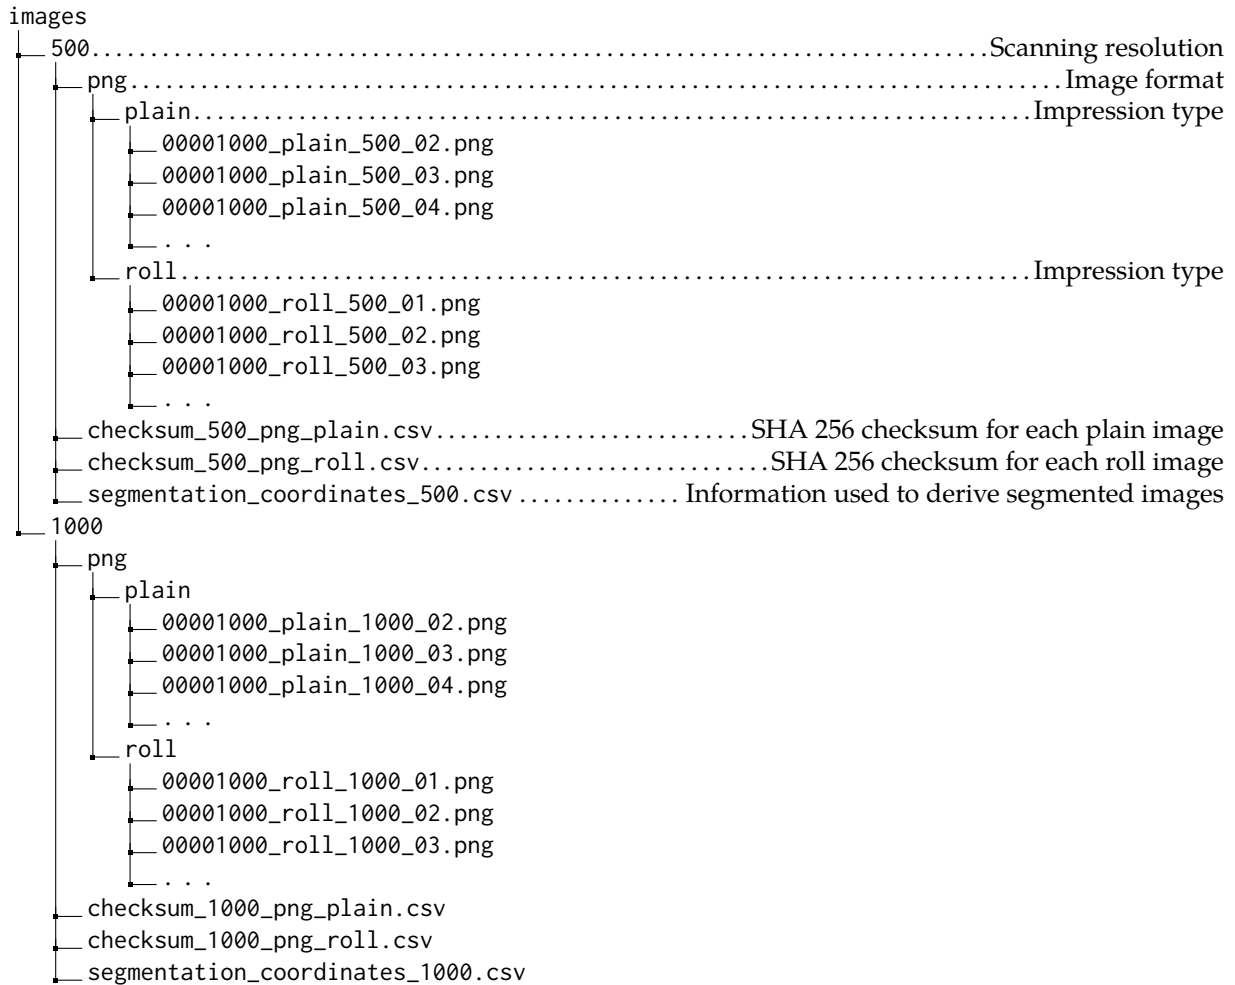 images
500 ........ Scanning resolution
png ........ Image format
plain ........ Impression type
00001000_plain_500_02.png
00001000_plain_500_03.png
00001000_plain_500_04.png
. . .
roll ........ Impression type
00001000_roll_500_01.png
00001000_roll_500_02.png
00001000_roll_500_03.png
. . .
checksum_500_png_plain.csv ........ SHA 256 checksum for each plain image
checksum_500_png_roll.csv ........ SHA 256 checksum for each roll image
segmentation_coordinates_500.csv ........ Information used to derive segmented images
1000
png
plain
00001000_plain_1000_02.png
00001000_plain_1000_03.png
00001000_plain_1000_04.png
. . .
roll
00001000_roll_1000_01.png
00001000_roll_1000_02.png
00001000_roll_1000_03.png
. . .
checksum_1000_png_plain.csv
checksum_1000_png_roll.csv
segmentation_coordinates_1000.csv